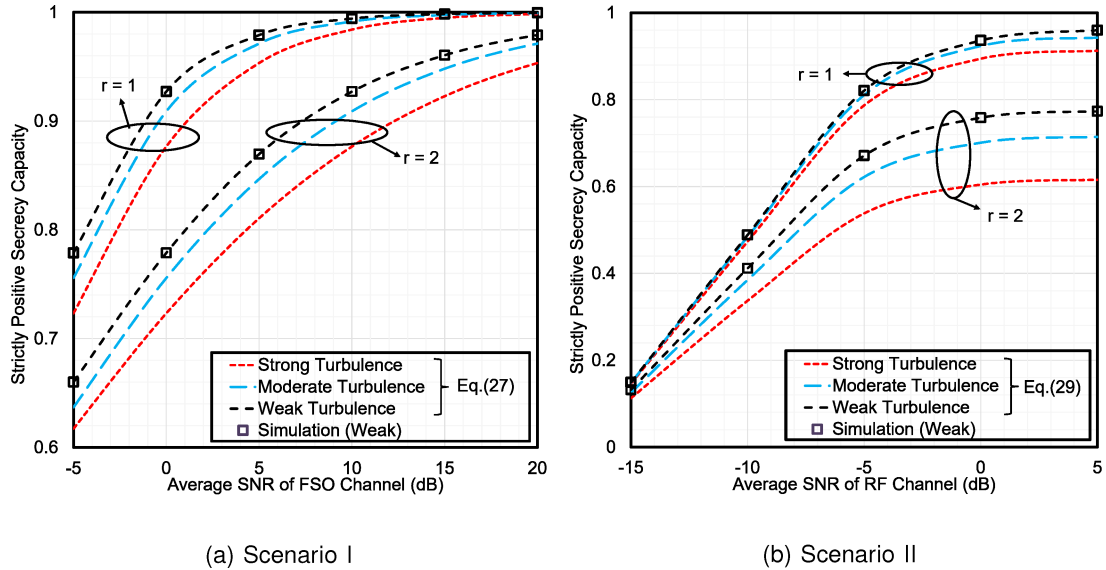 1
0.9
0.8
0.7
0.6
-5
0
5
10
15
20
Strictly Positive Secrecy Capacity
Average SNR of FSO Channel (dB)
r = 1
r = 2
Strong Turbulence
Moderate Turbulence
Weak Turbulence
Simulation (Weak)
Eq.(27)
(a) Scenario I
1
0.8
0.6
0.4
0.2
0
-15
-10
-5
0
5
Strictly Positive Secrecy Capacity
Average SNR of RF Channel (dB)
r = 1
r = 2
Strong Turbulence
Moderate Turbulence
Weak Turbulence
Simulation (Weak)
Eq.(29)
(b) Scenario II